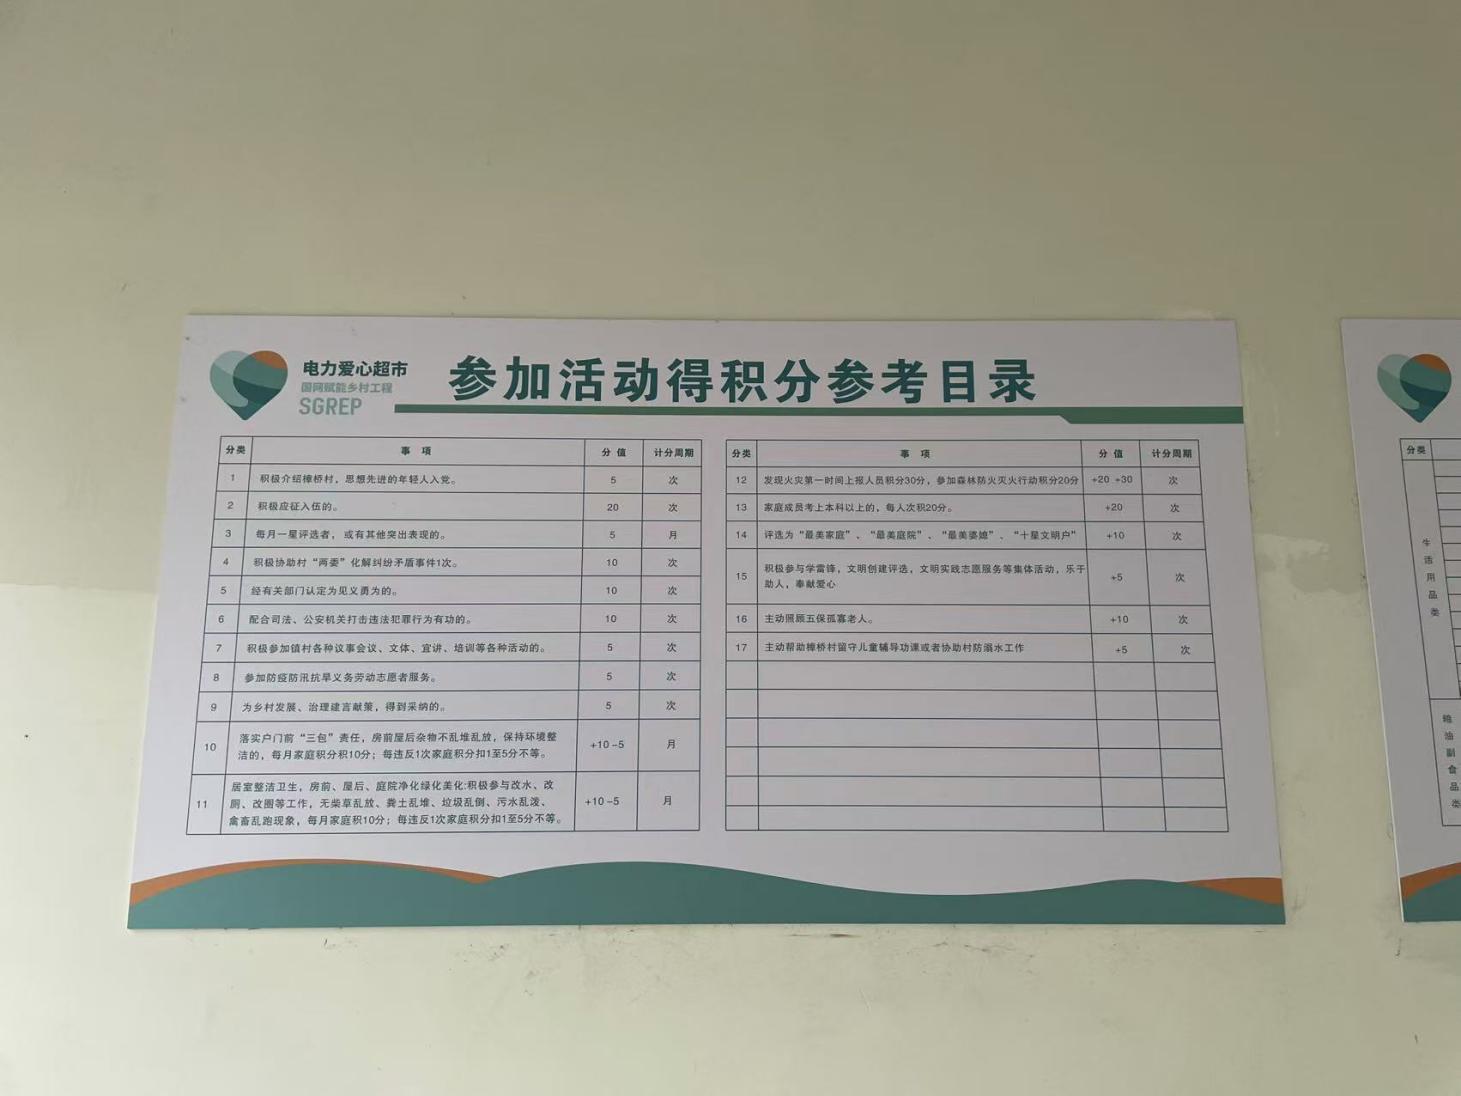 电力爱心超市
国网赋能乡村工程
SGREP
参加活动得积分参考目录
分类 事 项 分 值 计分周期
1 积极介绍樟桥村，思想先进的年轻人入党。 5 次
2 积极应征入伍的。 20 次
3 每月一星评选者，或有其他突出表现的。 5 月
4 积极协助村“两委”化解纠纷矛盾事件1次。 10 次
5 经有关部门认定为见义勇为的。 10 次
6 配合司法、公安机关打击违法犯罪行为有功的。 10 次
7 积极参加镇村各种议事会议、文体、宣讲、培训等各种活动的。 5 次
8 参加防疫防汛抗旱义务劳动志愿者服务。 5 次
9 为乡村发展、治理建言献策，得到采纳的。 5 次
10 落实户门前“三包”责任，房前屋后杂物不乱堆乱放，保持环境整
洁的，每月家庭积分积10分；每违反1次家庭积分扣1至5分不等。 +10 -5 月
11 居室整洁卫生，房前、屋后、庭院净化绿化美化:积极参与改水、改
厕、改圈等工作，无柴草乱放、粪土乱堆、垃圾乱倒、污水乱泼、
禽畜乱跑现象，每月家庭积10分；每违反1次家庭积分扣1至5分不等。 +10 -5 月
分类 事 项 分 值 计分周期
12 发现火灾第一时间上报人员积分30分，参加森林防火灭火行动积分20分 +20 +30 次
13 家庭成员考上本科以上的，每人次积20分。 +20 次
14 评选为“最美家庭”、“最美庭院”、“最美婆媳”、“十星文明户” +10 次
15 积极参与学雷锋，文明创建评选，文明实践志愿服务等集体活动，乐于
助人，奉献爱心 +5 次
16 主动照顾五保孤寡老人。 +10 次
17 主动帮助樟桥村留守儿童辅导功课或者协助村防溺水工作 +5 次
分类
生活用品类
粮油副食品类